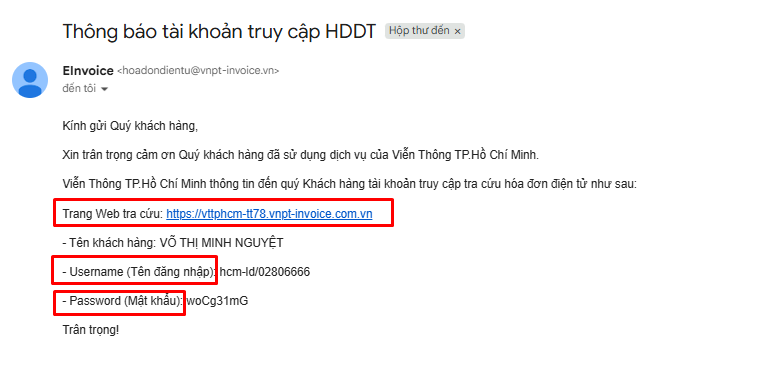 Thông báo tài khoản truy cập HDDT Hộp thư đến ×
EInvoice <hoadondientu@vnpt-invoice.vn>
đến tôi
Kính gửi Quý khách hàng,
Xin trân trọng cảm ơn Quý khách hàng đã sử dụng dịch vụ của Viễn Thông TP.Hồ Chí Minh.
Viễn Thông TP.Hồ Chí Minh thông tin đến quý Khách hàng tài khoản truy cập tra cứu hóa đơn điện tử như sau:
Trang Web tra cứu: https://vttphcm-tt78.vnpt-invoice.com.vn
- Tên khách hàng: VÕ THỊ MINH NGUYỆT
- Username (Tên đăng nhập): hcm-ld/02806666
- Password (Mật khẩu): woCg31mG
Trân trọng!